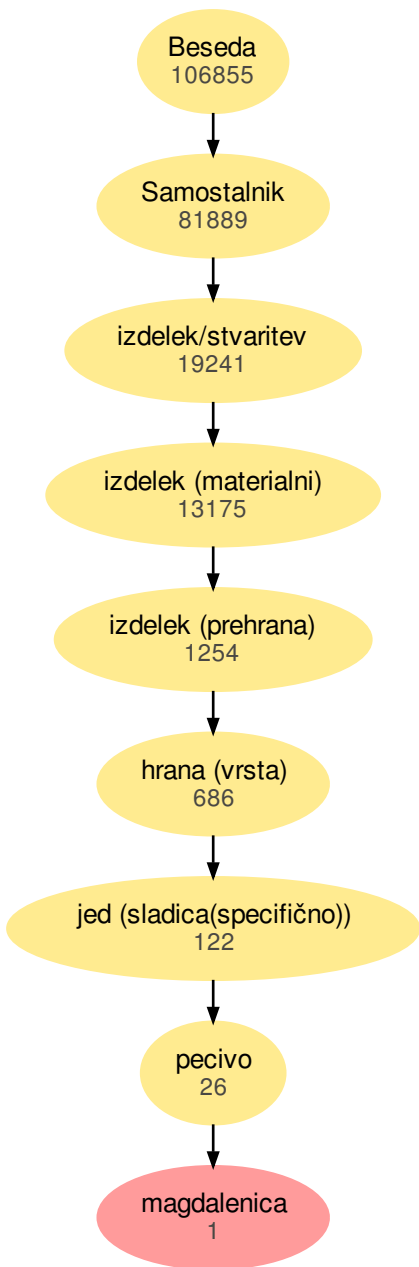 Beseda
106855
Samostalnik
81889
izdelek/stvaritev
19241
izdelek (materialni)
13175
izdelek (prehrana)
1254
hrana (vrsta)
686
jed (sladica(specifično))
122
pecivo
26
magdalenica
1